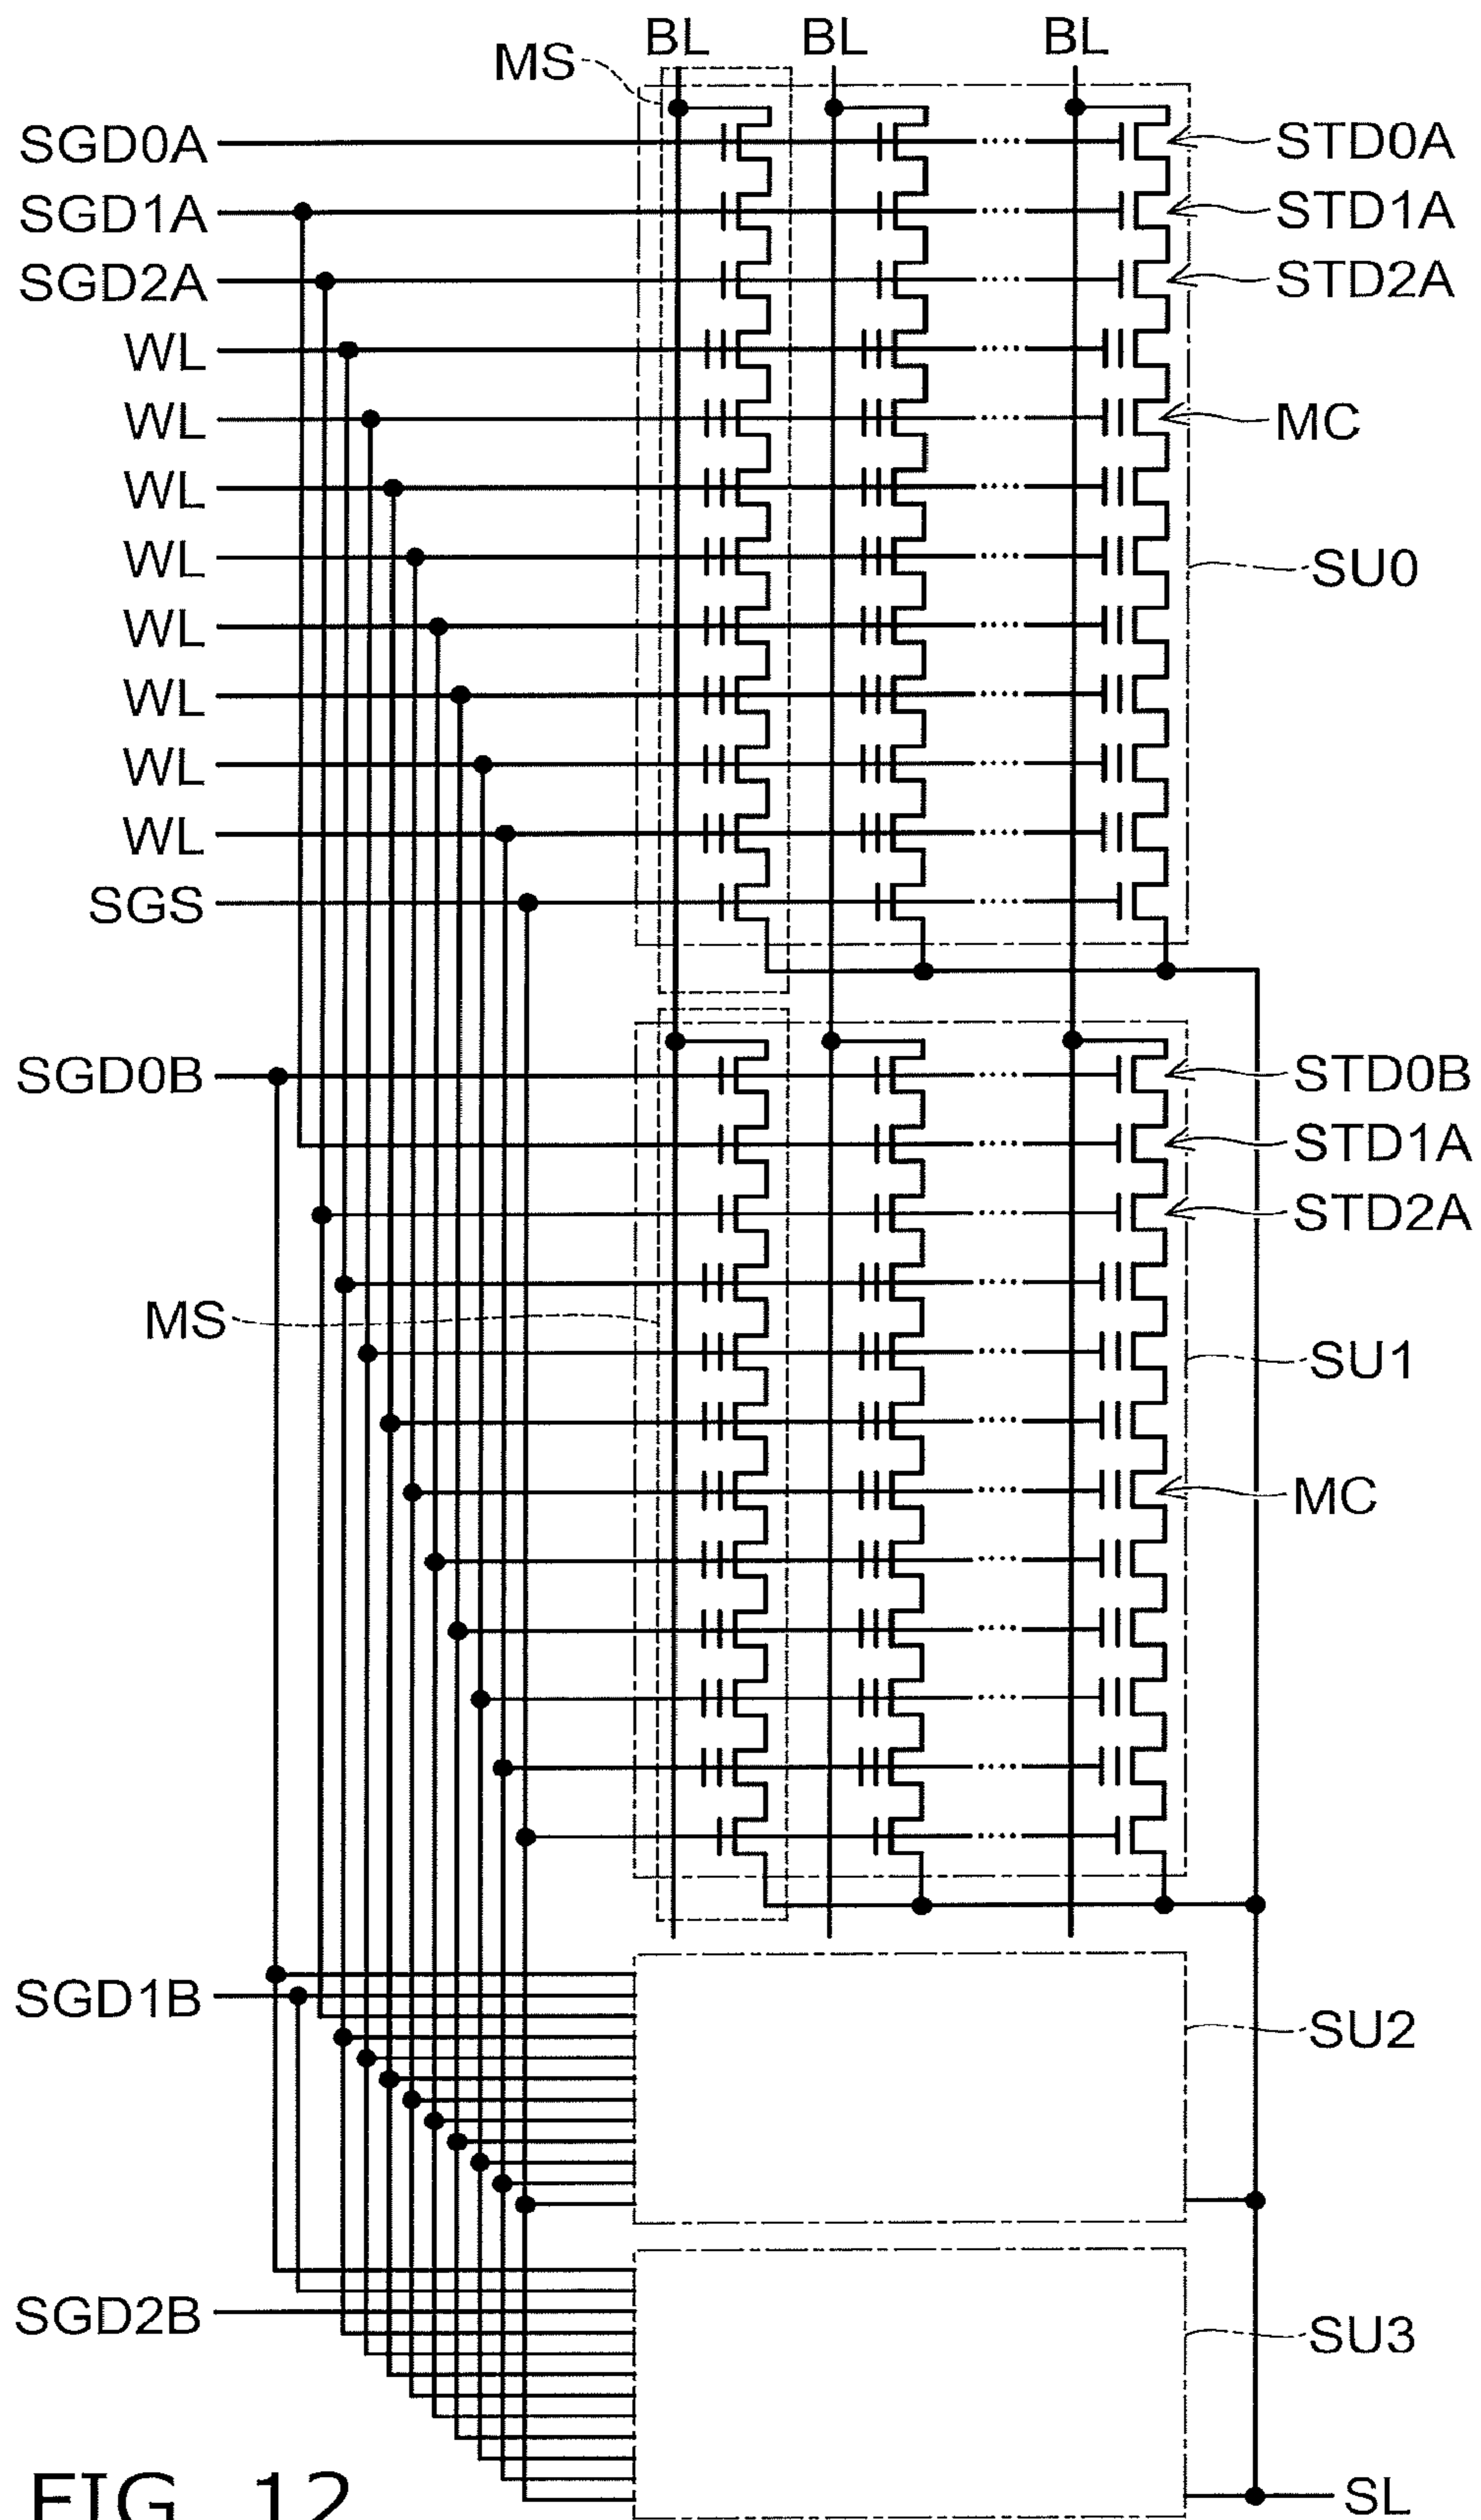 BL BL BL
MS
SGD0A STD0A
SGD1A STD1A
SGD2A STD2A
WL
WL MC
WL
WL SU0
WL
WL
WL
WL
SGS
SGD0B STD0B
STD1A
STD2A
MS SU1
MC
SGD1B SU2
SGD2B SU3
FIG. 12 SL